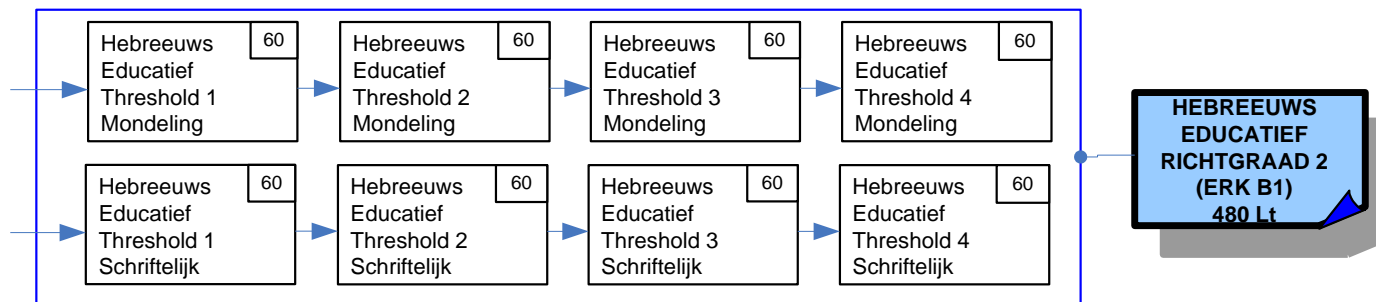 Hebreeuws
Educatief
Threshold 1
Mondeling
60
Hebreeuws
Educatief
Threshold 2
Mondeling
60
Hebreeuws
Educatief
Threshold 3
Mondeling
60
Hebreeuws
Educatief
Threshold 4
Mondeling
60
Hebreeuws
Educatief
Threshold 1
Schriftelijk
60
Hebreeuws
Educatief
Threshold 2
Schriftelijk
60
Hebreeuws
Educatief
Threshold 3
Schriftelijk
60
Hebreeuws
Educatief
Threshold 4
Schriftelijk
60
HEBREEUWS
EDUCATIEF
RICHTGRAAD 2
(ERK B1)
480 Lt